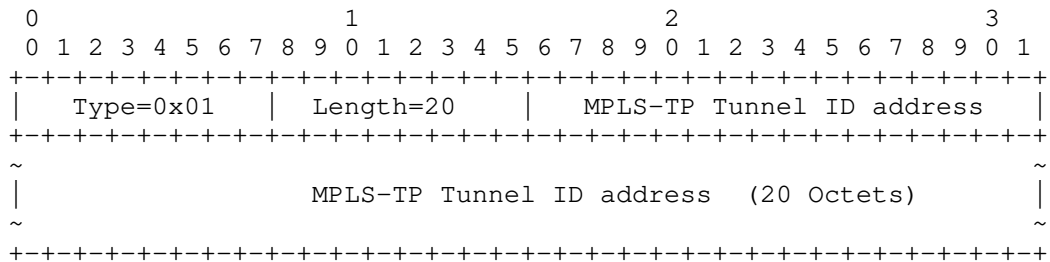 0                   1                   2                   3
 0 1 2 3 4 5 6 7 8 9 0 1 2 3 4 5 6 7 8 9 0 1 2 3 4 5 6 7 8 9 0 1
+-+-+-+-+-+-+-+-+-+-+-+-+-+-+-+-+-+-+-+-+-+-+-+-+-+-+-+-+-+-+-+-+
|   Type=0x01   |  Length=20    |   MPLS-TP Tunnel ID address   |
+-+-+-+-+-+-+-+-+-+-+-+-+-+-+-+-+-+-+-+-+-+-+-+-+-+-+-+-+-+-+-+-+
~                                                               ~
|                  MPLS-TP Tunnel ID address  (20 Octets)       |
~                                                               ~
+-+-+-+-+-+-+-+-+-+-+-+-+-+-+-+-+-+-+-+-+-+-+-+-+-+-+-+-+-+-+-+-+